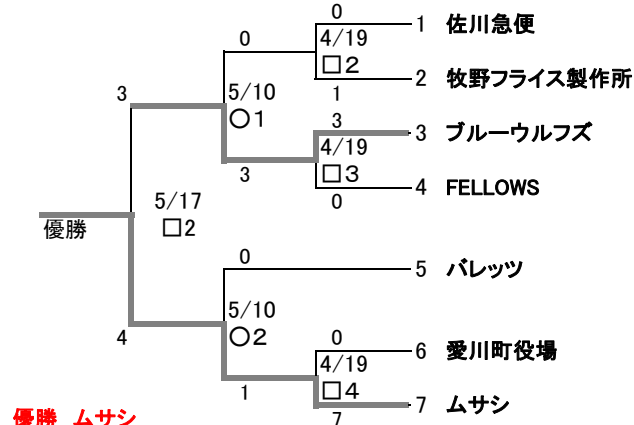 0
1 佐川急便
4/19
□2
0
2 牧野フライス製作所
1
3
5/10
○1
3
3 ブルーウルフズ
4/19
□3
3
4 FELLOWS
0
5/17
□2
優勝
0
5 バレッツ
5/10
○2
4
0
6 愛川町役場
4/19
□4
1
7 ムサシ
7
優勝 ムサシ